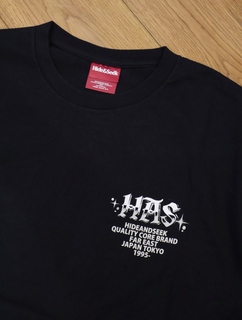 Hide&Seek
HAS
HIDEANDSEEK
QUALITY CORE BRAND
FAR EAST
JAPAN TOKYO
1995-